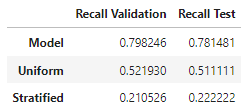 Recall Validation Recall Test
Model 0.798246 0.781481
Uniform 0.521930 0.511111
Stratified 0.210526 0.222222